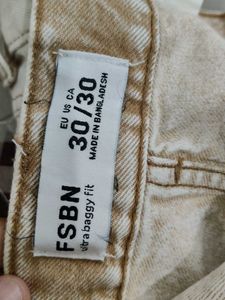 FSBN
ultra baggy fit
EU US CA
30/30
MADE IN BANGLADESH